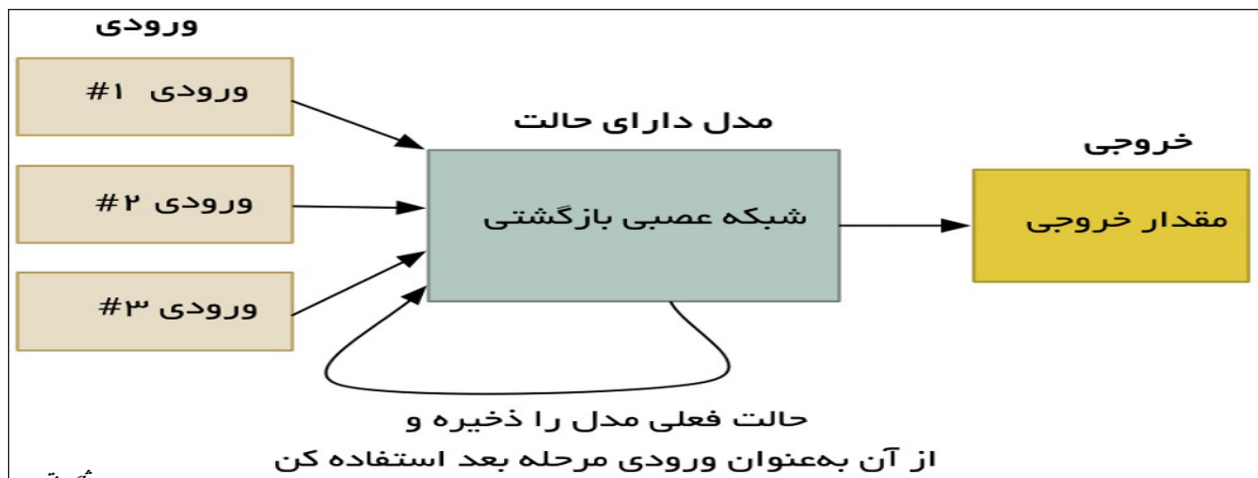 ورودی
ورودی #۱
ورودی #۲
ورودی #۳
مدل دارای حالت
شبکه عصبی بازگشتی
خروجی
مقدار خروجی
حالت فعلی مدل را ذخیره و
از آن به‌عنوان ورودی مرحله بعد استفاده کن